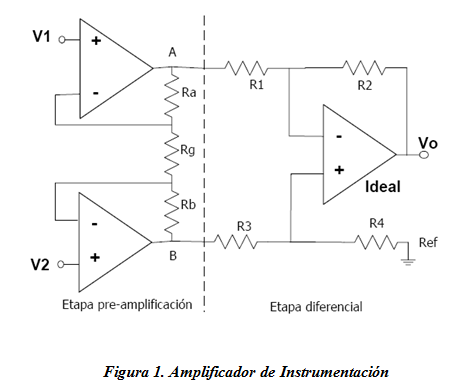 V1
+
-
A
Ra
R1
R2
Rg
-
+
Vo
Ideal
Rb
-
+
V2
B
R3
R4
Ref
Etapa pre-amplificación
Etapa diferencial
Figura 1. Amplificador de Instrumentación